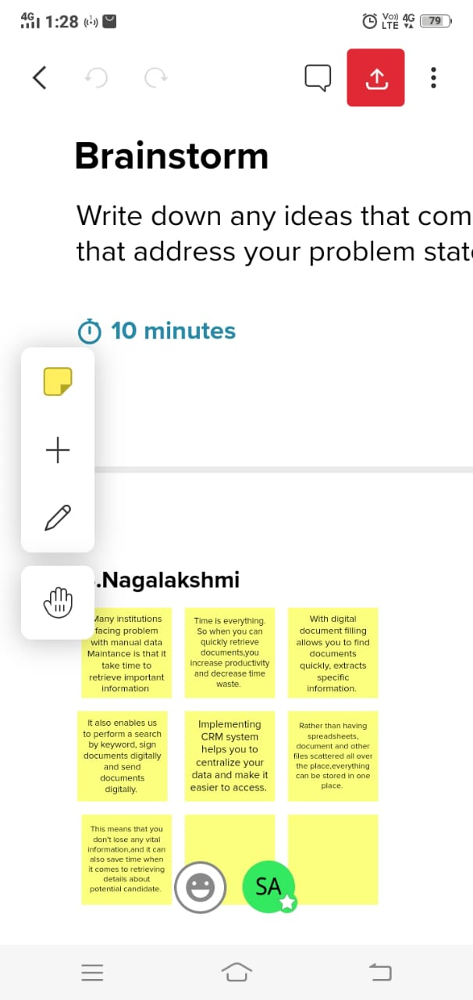 4G 1:28
Vo)) 4G
LTE 79
Brainstorm
Write down any ideas that com
that address your problem stat
10 minutes
.Nagalakshmi
Many institutions
facing problem
with manual data
Maintance is that it
take time to
retrieve important
information
Time is everything.
So when you can
quickly retrieve
documents,you
increase productivity
and decrease time
waste.
With digital
document filling
allows you to find
documents
quickly, extracts
specific
information.
It also enables us
to perform a search
by keyword, sign
documents digitally
and send
documents
digitally.
Implementing
CRM system
helps you to
centralize your
data and make it
easier to access.
Rather than having
spreadsheets,
document and other
files scattered all over
the place,everything
can be stored in one
place.
This means that you
don't lose any vital
information,and it can
also save time when
it comes to retrieving
details about
potential candidate.
SA